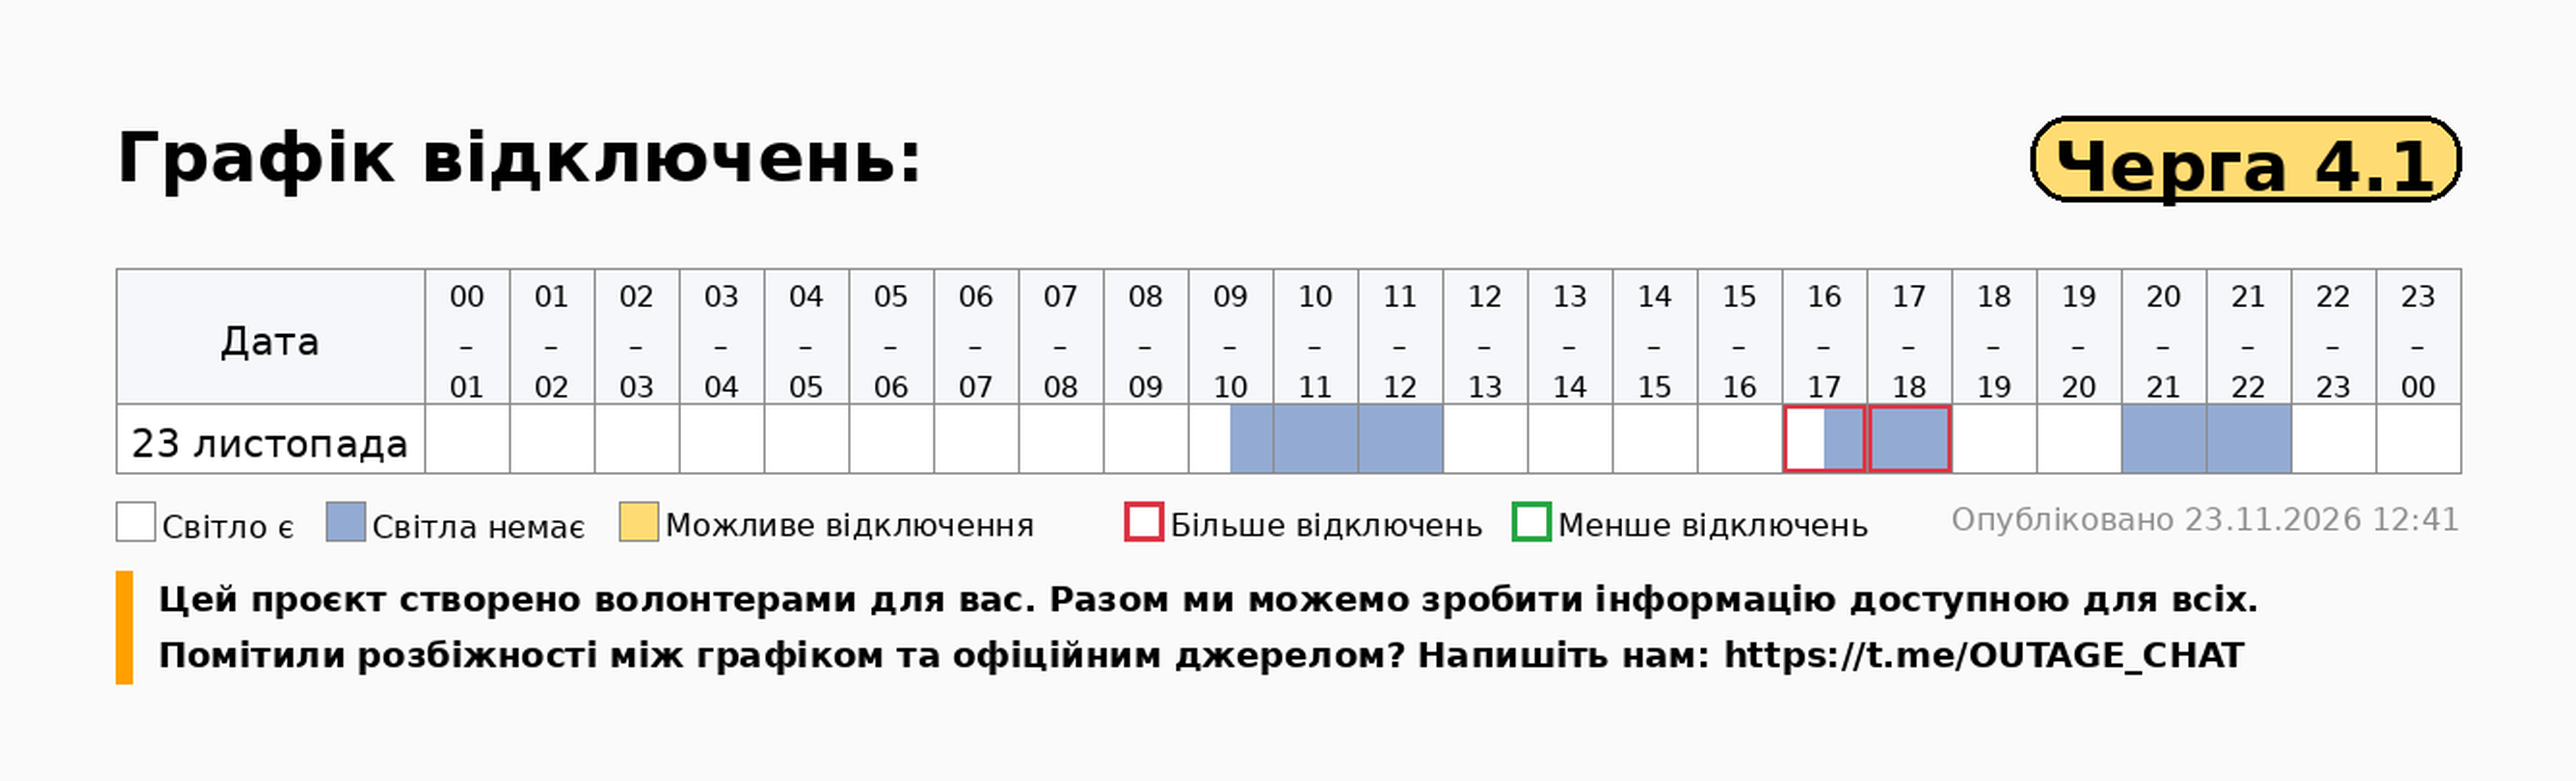 Графік відключень:
Черга 4.1
Дата
00 – 01
01 – 02
02 – 03
03 – 04
04 – 05
05 – 06
06 – 07
07 – 08
08 – 09
09 – 10
10 – 11
11 – 12
12 – 13
13 – 14
14 – 15
15 – 16
16 – 17
17 – 18
18 – 19
19 – 20
20 – 21
21 – 22
22 – 23
23 – 00
23 листопада
Світло є
Світла немає
Можливе відключення
Більше відключень
Менше відключень
Опубліковано 23.11.2026 12:41
Цей проєкт створено волонтерами для вас. Разом ми можемо зробити інформацію доступною для всіх.
Помітили розбіжності між графіком та офіційним джерелом? Напишіть нам: https://t.me/OUTAGE_CHAT